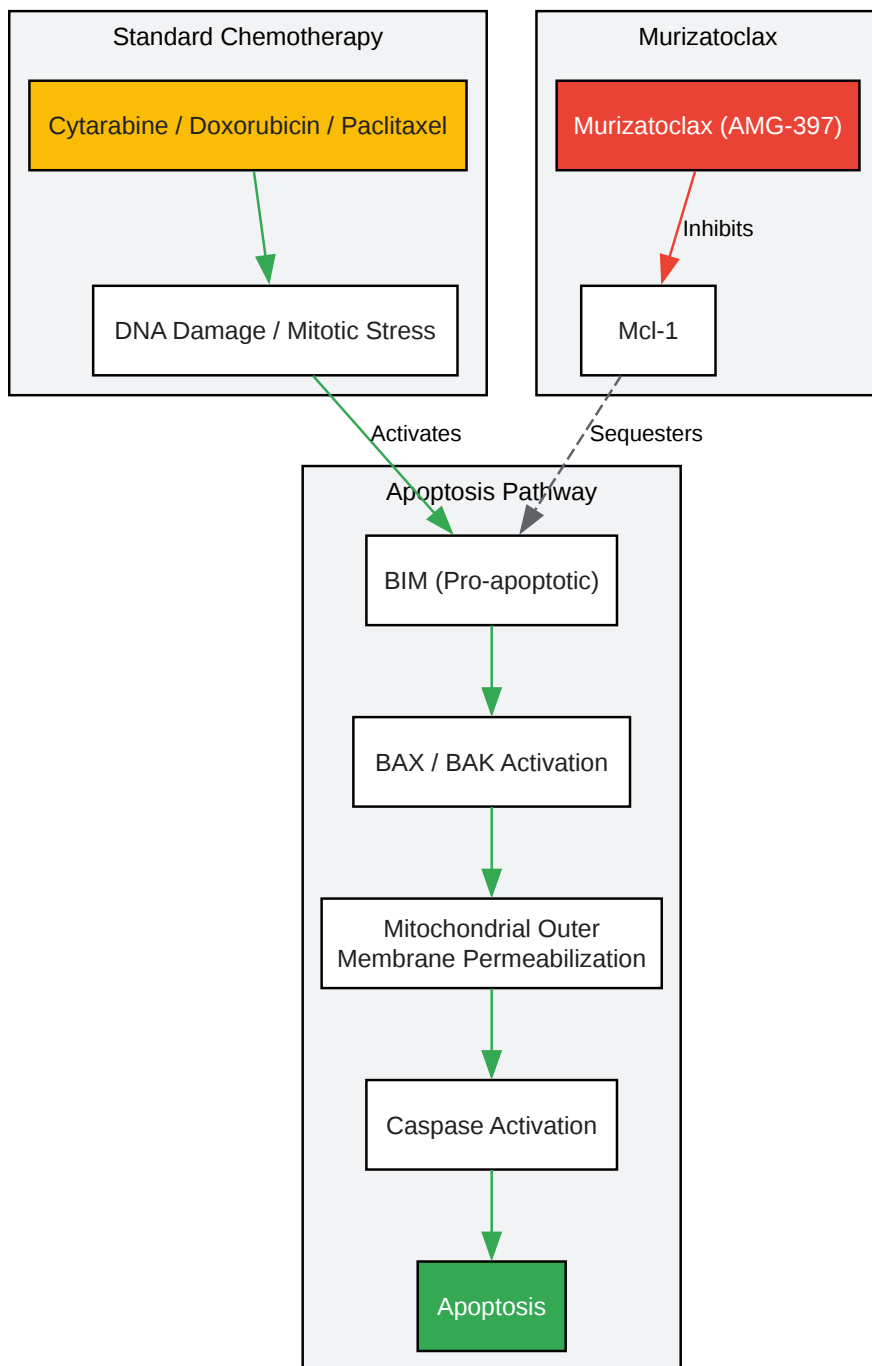 Standard Chemotherapy
Cytarabine / Doxorubicin / Paclitaxel
DNA Damage / Mitotic Stress
Murizatoclax
Murizatoclax (AMG-397)
Inhibits
Mcl-1
Activates
Sequesters
Apoptosis Pathway
BIM (Pro-apoptotic)
BAX / BAK Activation
Mitochondrial Outer
Membrane Permeabilization
Caspase Activation
Apoptosis